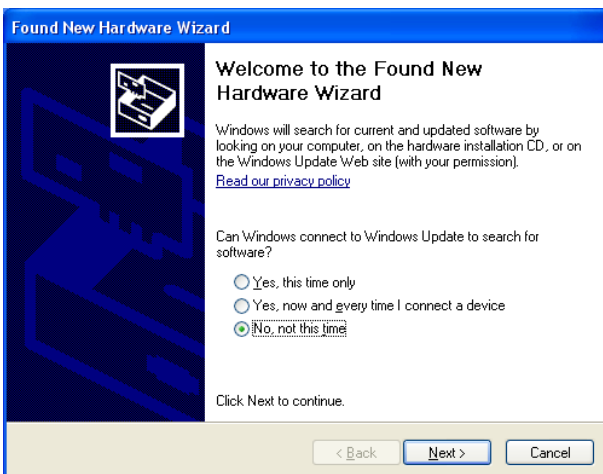 Found New Hardware Wizard
Welcome to the Found New
Hardware Wizard
Windows will search for current and updated software by
looking on your computer, on the hardware installation CD, or on
the Windows Update Web site (with your permission).
Read our privacy policy
Can Windows connect to Windows Update to search for
software?
Yes, this time only
Yes, now and every time I connect a device
No, not this time
Click Next to continue.
< Back Next > Cancel